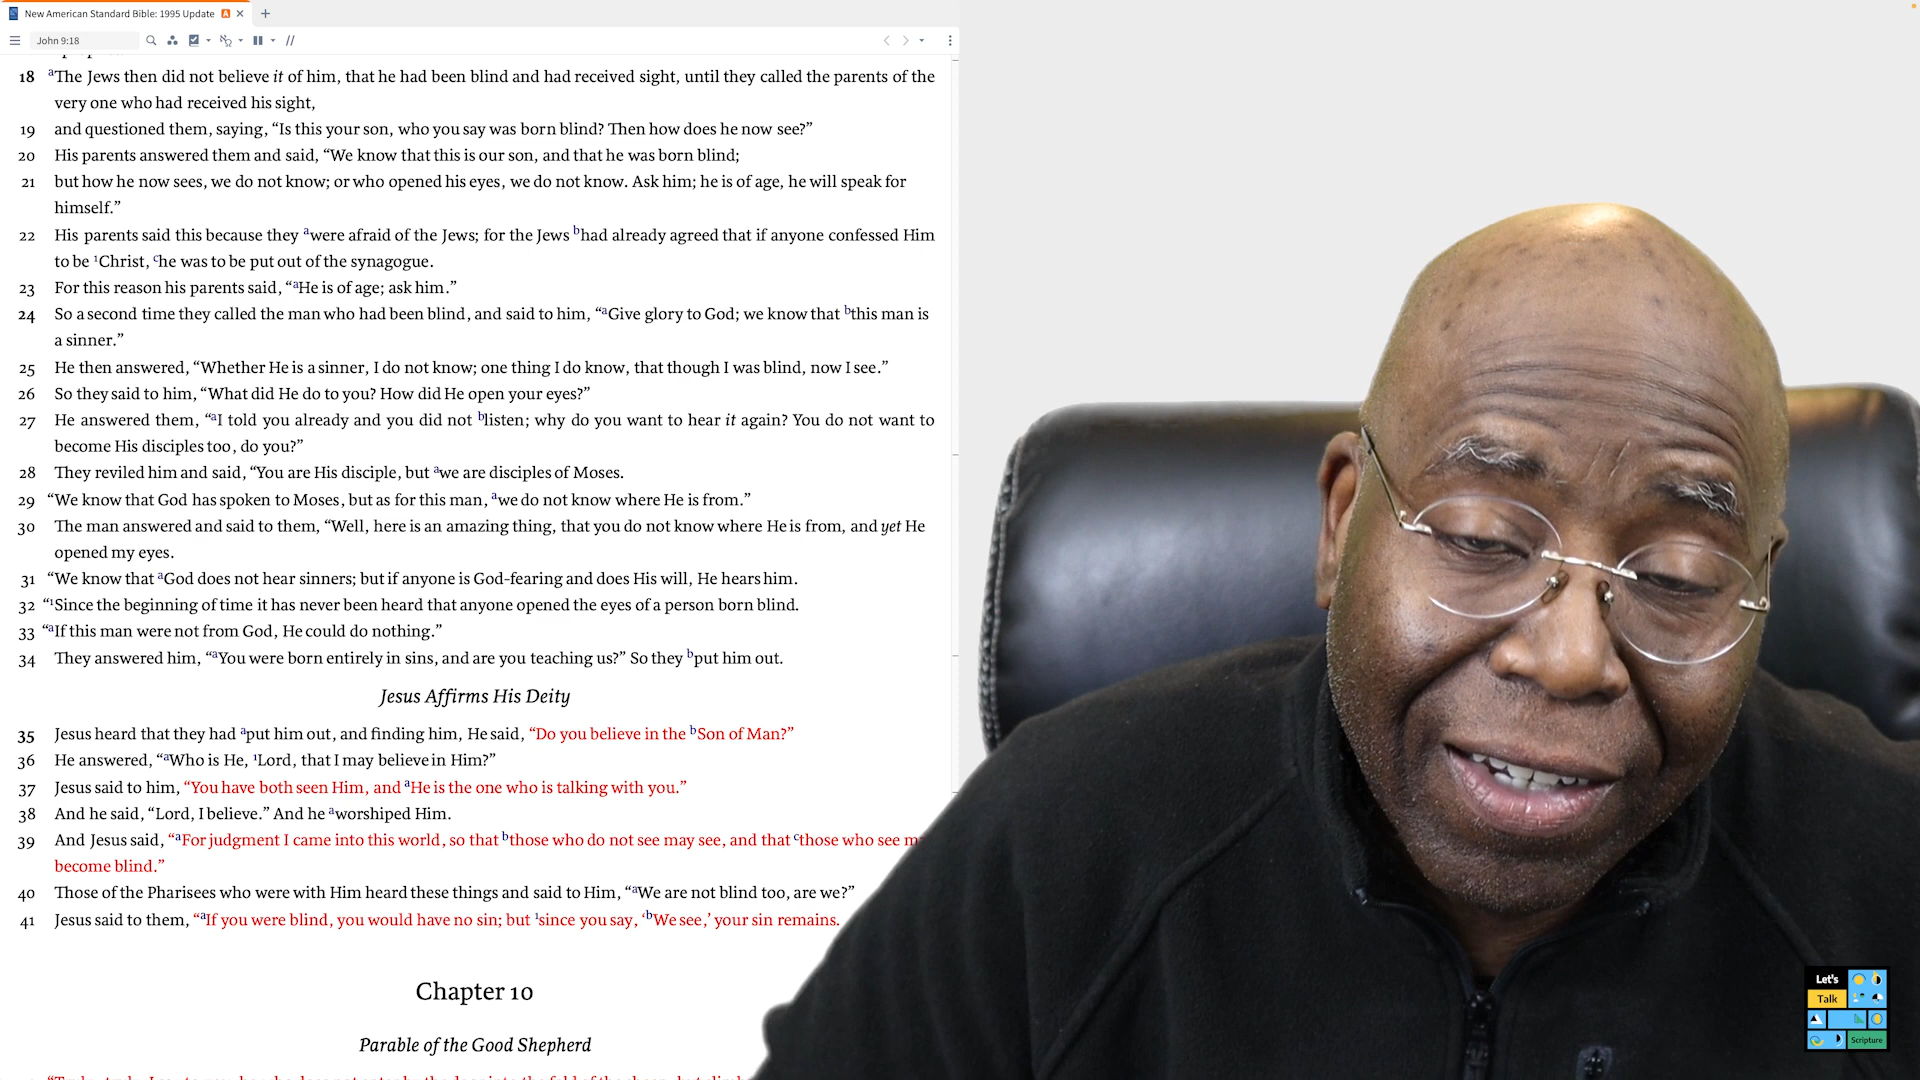 New American Standard Bible: 1995 Update A
John 9:18
18 aThe Jews then did not believe it of him, that he had been blind and had received sight, until they called the parents of the
very one who had received his sight,
19 and questioned them, saying, “Is this your son, who you say was born blind? Then how does he now see?”
20 His parents answered them and said, “We know that this is our son, and that he was born blind;
21 but how he now sees, we do not know; or who opened his eyes, we do not know. Ask him; he is of age, he will speak for
himself.”
22 His parents said this because they awere afraid of the Jews; for the Jews bhad already agreed that if anyone confessed Him
to be 1Christ, che was to be put out of the synagogue.
23 For this reason his parents said, “aHe is of age; ask him.”
24 So a second time they called the man who had been blind, and said to him, “aGive glory to God; we know that bthis man is
a sinner.”
25 He then answered, “Whether He is a sinner, I do not know; one thing I do know, that though I was blind, now I see.”
26 So they said to him, “What did He do to you? How did He open your eyes?”
27 He answered them, “aI told you already and you did not blisten; why do you want to hear it again? You do not want to
become His disciples too, do you?”
28 They reviled him and said, “You are His disciple, but awe are disciples of Moses.
29 “We know that God has spoken to Moses, but as for this man, awe do not know where He is from.”
30 The man answered and said to them, “Well, here is an amazing thing, that you do not know where He is from, and yet He
opened my eyes.
31 “We know that aGod does not hear sinners; but if anyone is God-fearing and does His will, He hears him.
32 “1Since the beginning of time it has never been heard that anyone opened the eyes of a person born blind.
33 “aIf this man were not from God, He could do nothing.”
34 They answered him, “aYou were born entirely in sins, and are you teaching us?” So they bput him out.
Jesus Affirms His Deity
35 Jesus heard that they had aput him out, and finding him, He said, “Do you believe in the bSon of Man?”
36 He answered, “aWho is He, 1Lord, that I may believe in Him?”
37 Jesus said to him, “You have both seen Him, and aHe is the one who is talking with you.”
38 And he said, “Lord, I believe.” And he aworshiped Him.
39 And Jesus said, “aFor judgment I came into this world, so that bthose who do not see may see, and that cthose who see
become blind.”
40 Those of the Pharisees who were with Him heard these things and said to Him, “aWe are not blind too, are we?”
41 Jesus said to them, “aIf you were blind, you would have no sin; but 1since you say, ‘bWe see,’ your sin remains.
Chapter 10
Parable of the Good Shepherd
Let's
Talk
Scripture